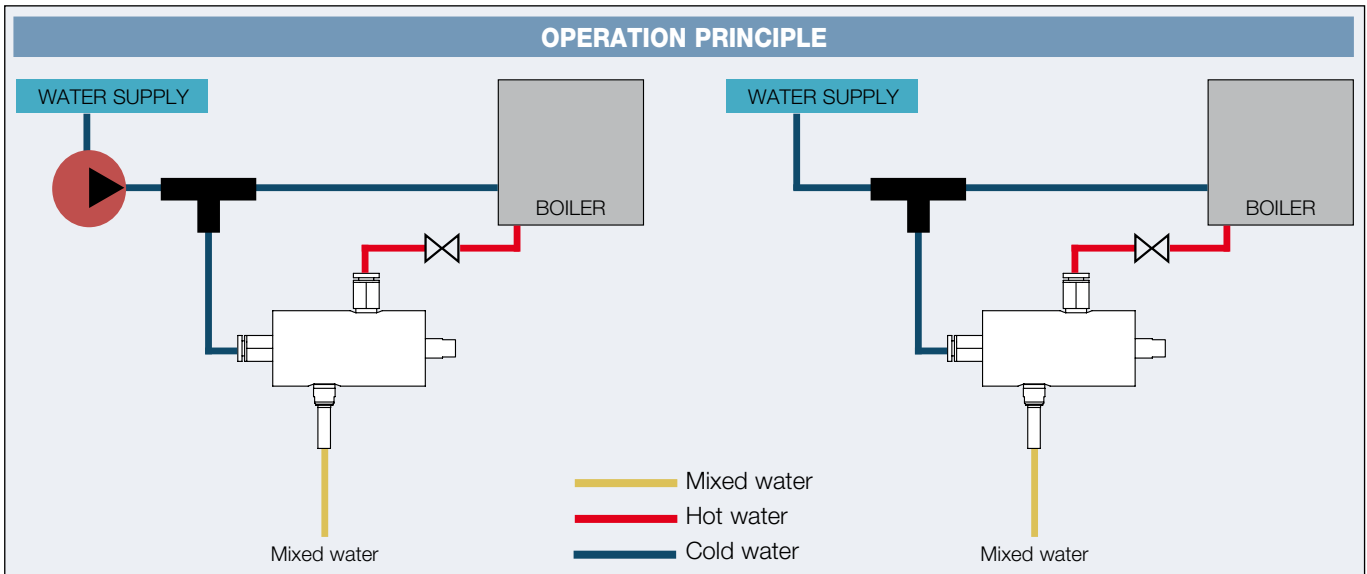 OPERATION PRINCIPLE
WATER SUPPLY
BOILER
Mixed water
WATER SUPPLY
BOILER
Mixed water
Mixed water
Hot water
Cold water